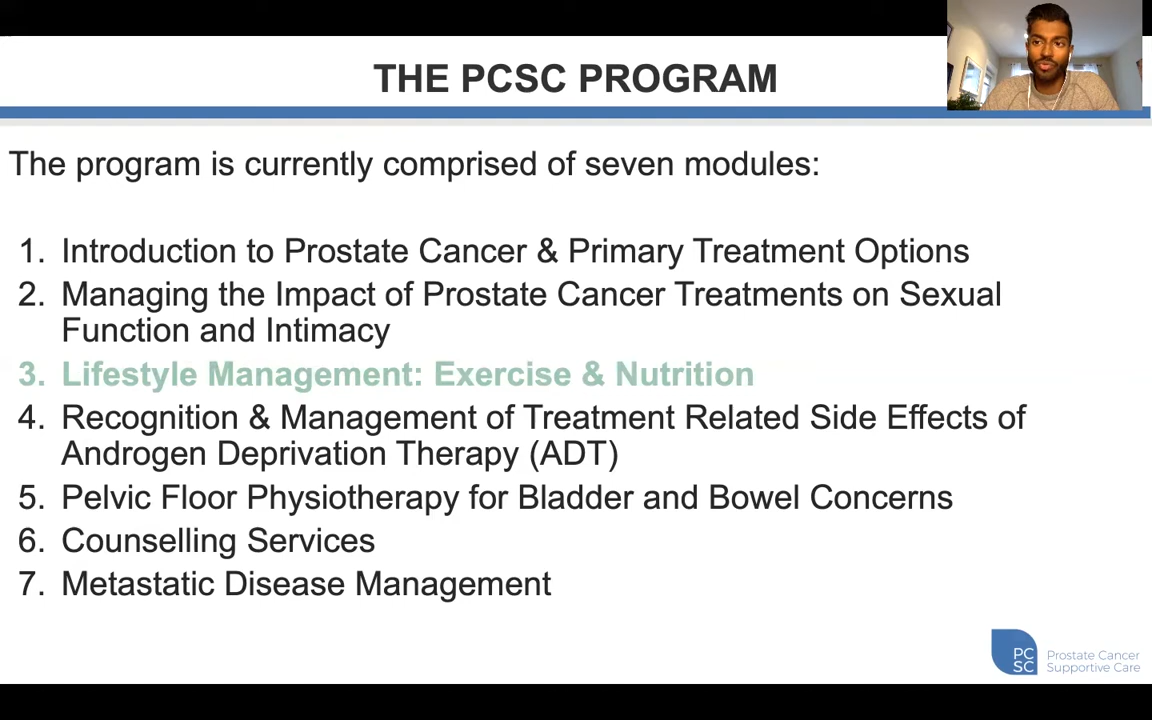 THE PCSC PROGRAM
The program is currently comprised of seven modules:
1. Introduction to Prostate Cancer & Primary Treatment Options
2. Managing the Impact of Prostate Cancer Treatments on Sexual
Function and Intimacy
3. Lifestyle Management: Exercise & Nutrition
4. Recognition & Management of Treatment Related Side Effects of
Androgen Deprivation Therapy (ADT)
5. Pelvic Floor Physiotherapy for Bladder and Bowel Concerns
6. Counselling Services
7. Metastatic Disease Management
PC
SC
Prostate Cancer
Supportive Care